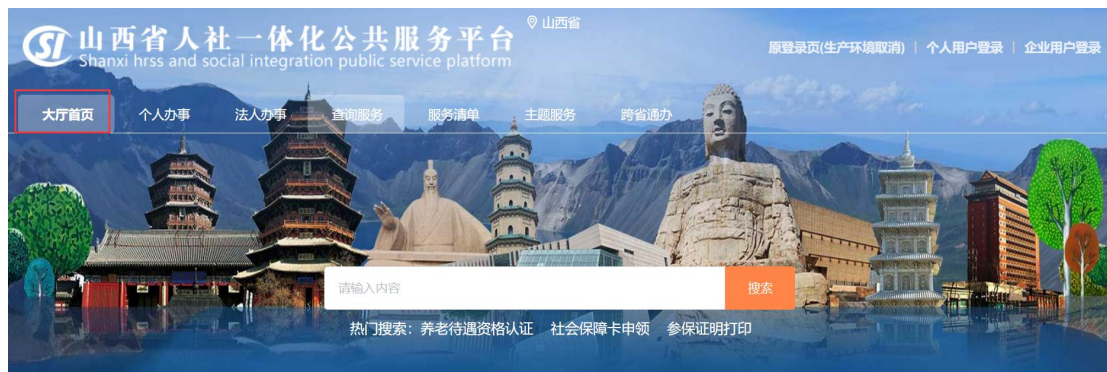 山西省
SI 山西省人社一体化公共服务平台
Shanxi hrss and social integration public service platform
原登录页(生产环境取消) | 个人用户登录 | 企业用户登录
大厅首页 个人办事 法人办事 查询服务 服务清单 主题服务 跨省通办
请输入内容 搜索
热门搜索：养老待遇资格认证 社会保障卡申领 参保证明打印